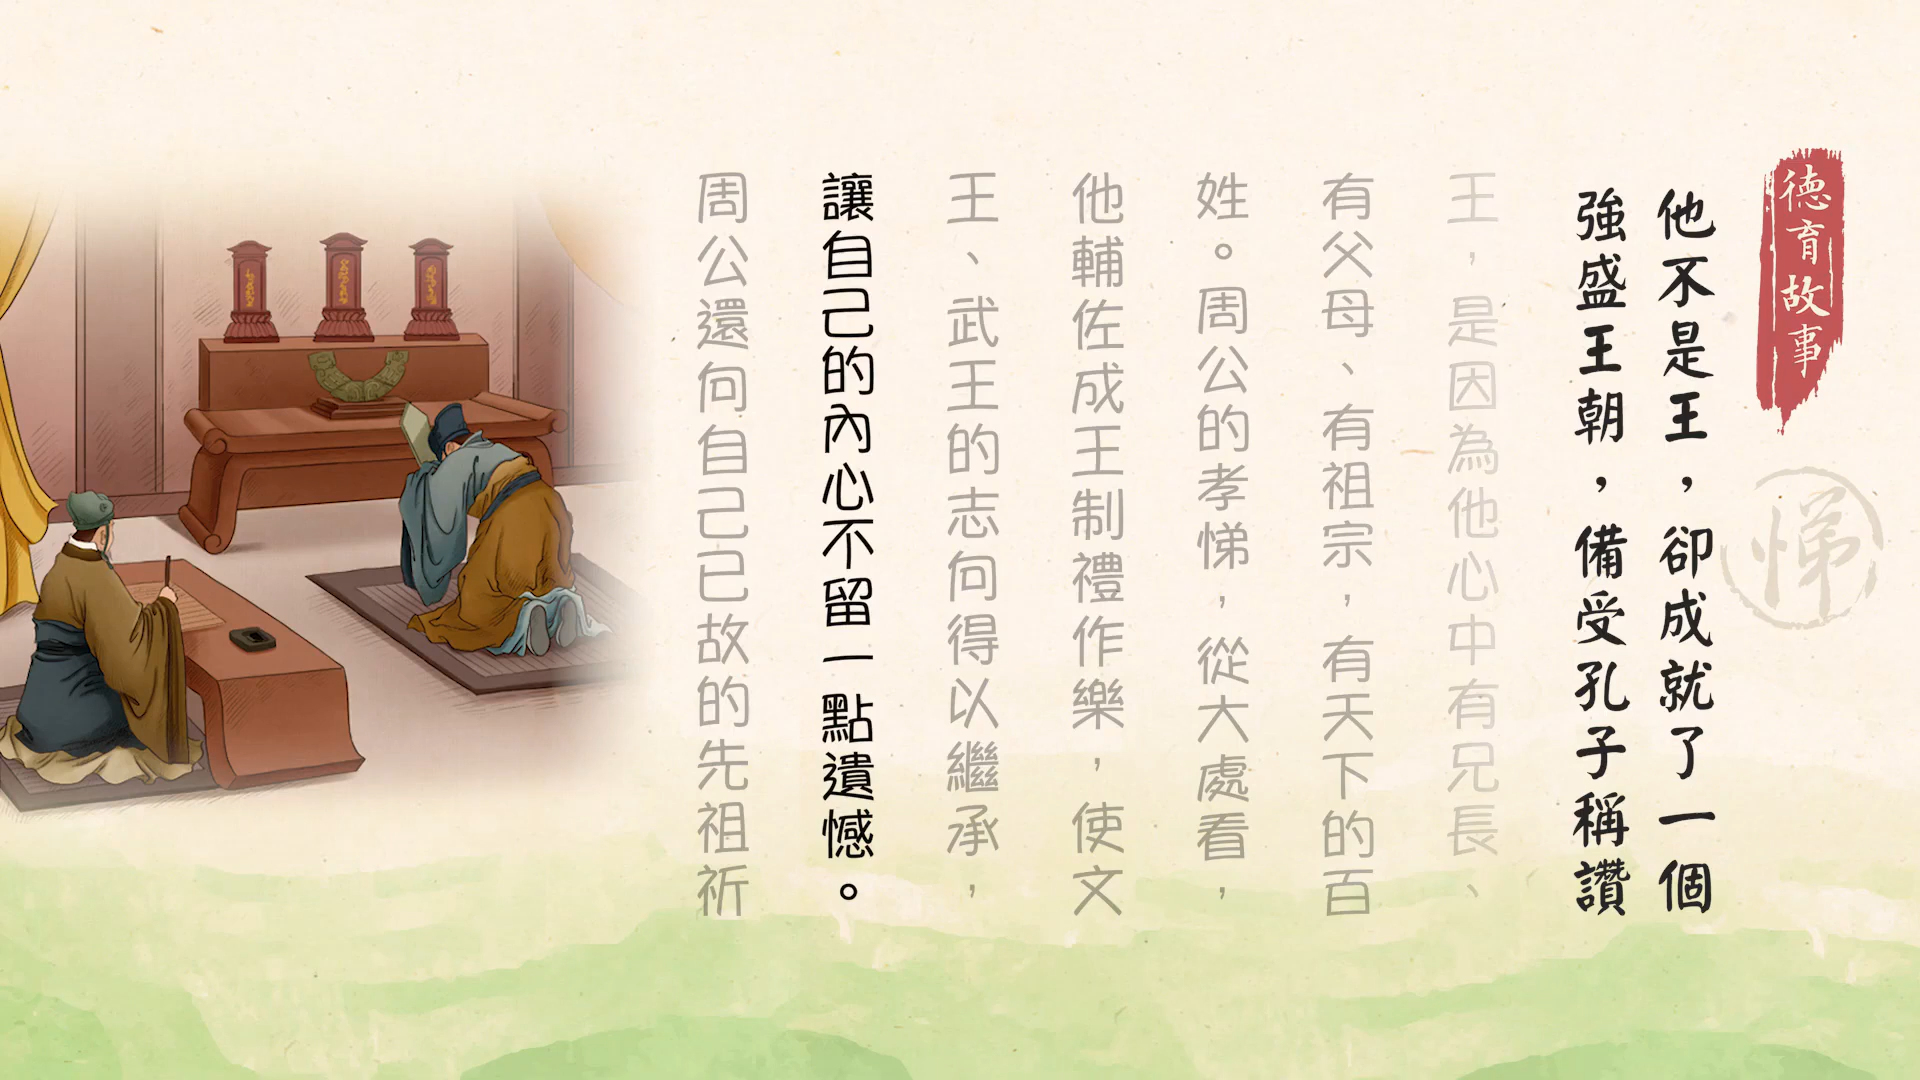 德育故事
悌
他不是王，卻成就了一個
強盛王朝，備受孔子稱讚
王，是因為他心中有兄長、
有父母、有祖宗，有天下的百
姓。周公的孝悌，從大處看，
他輔佐成王制禮作樂，使文
王、武王的志向得以繼承，
讓自己的內心不留一點遺憾。
周公還向自己已故的先祖祈